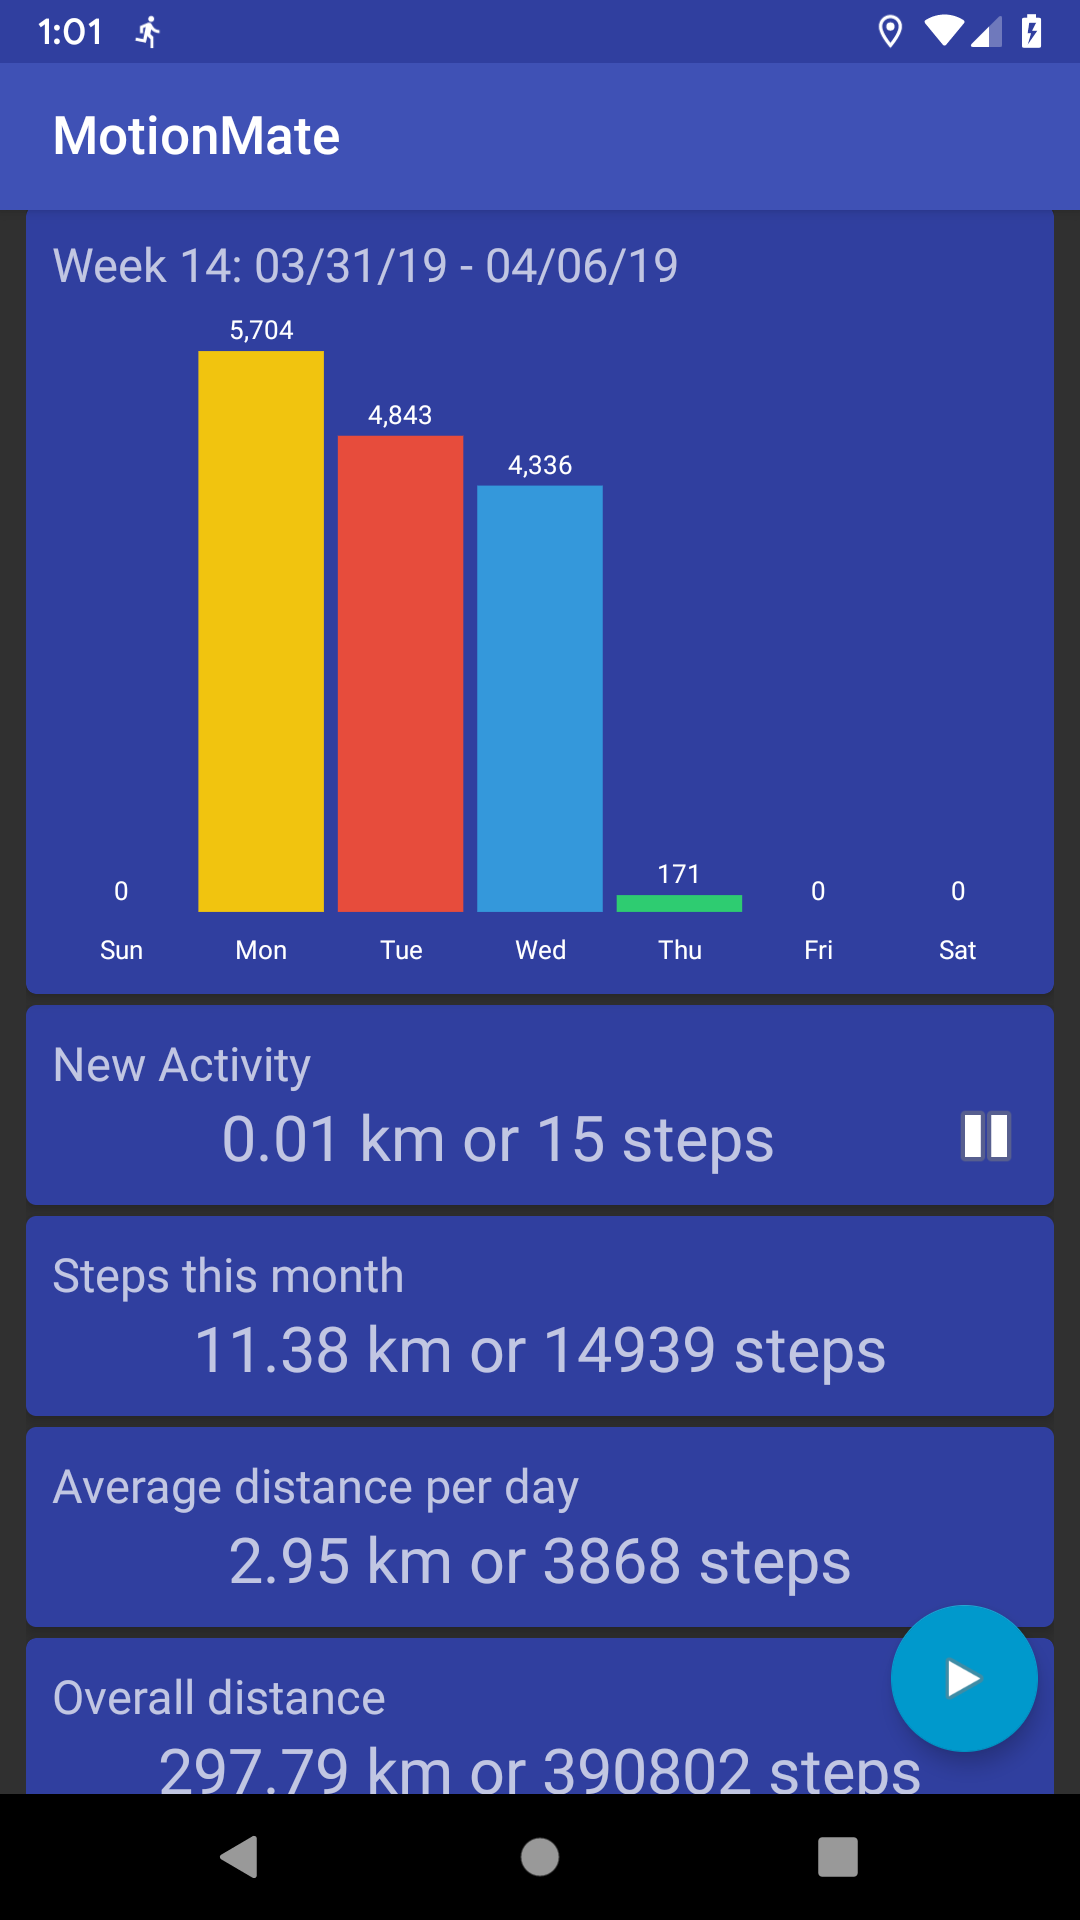 1:01
MotionMate
Week 14: 03/31/19 - 04/06/19
5,704
4,843
4,336
171
0 0 0
Sun Mon Tue Wed Thu Fri Sat
New Activity
0.01 km or 15 steps
Steps this month
11.38 km or 14939 steps
Average distance per day
2.95 km or 3868 steps
Overall distance
297.79 km or 390802 steps